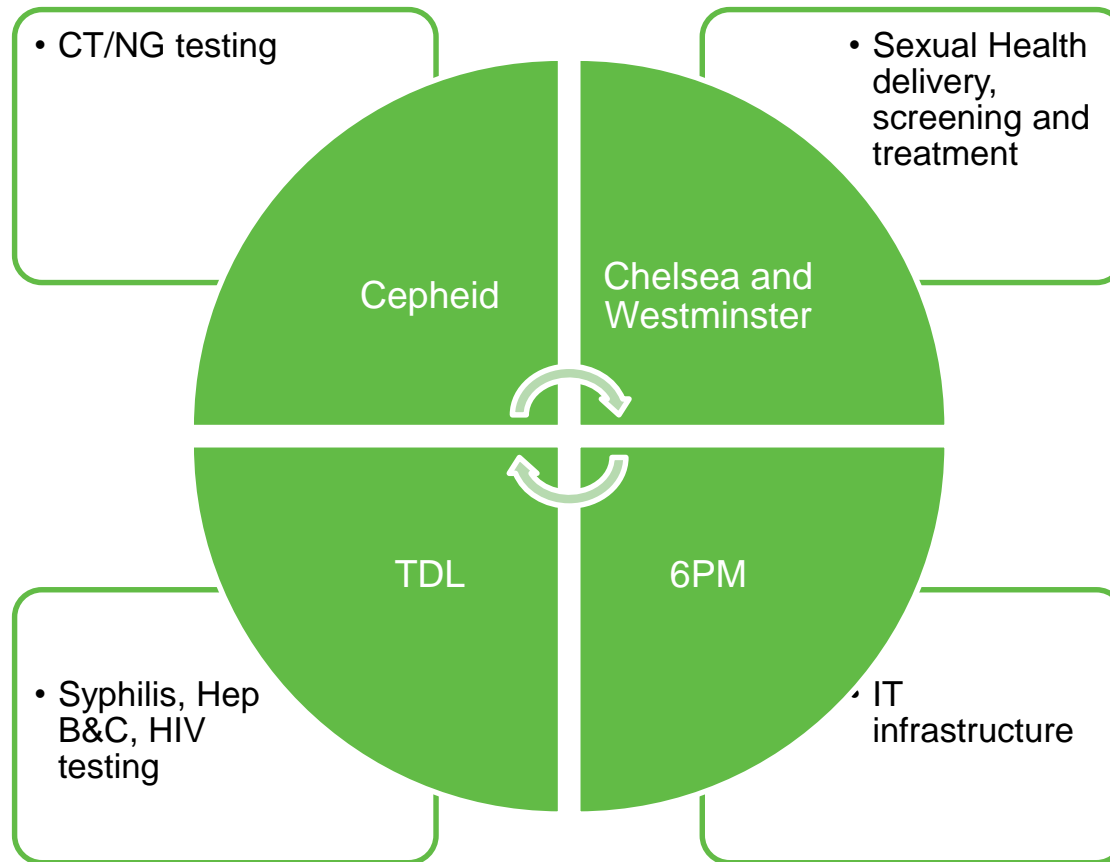 • CT/NG testing
• Sexual Health
delivery,
screening and
treatment
Cepheid
Chelsea and
Westminster
TDL
6PM
• Syphilis, Hep
B&C, HIV
testing
• IT
infrastructure